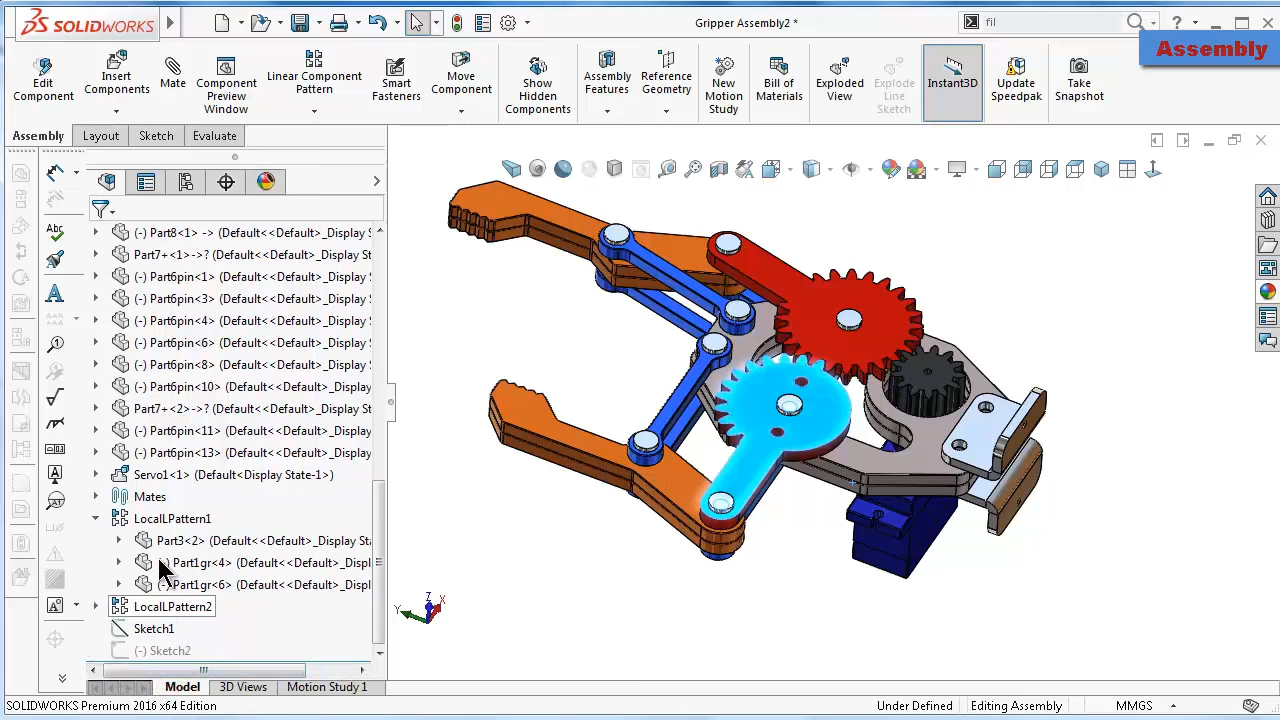 SOLIDWORKS
Gripper Assembly2 *
fil
Assembly
Edit Component
Insert Components
Mate
Component Preview Window
Linear Component Pattern
Smart Fasteners
Move Component
Show Hidden Components
Assembly Features
Reference Geometry
New Motion Study
Bill of Materials
Exploded View
Explode Line Sketch
Instant3D
Update Speedpak
Take Snapshot
Assembly
Layout
Sketch
Evaluate
(-) Part8<1> -> (Default<<Default>_Display S
Part7+<1>->? (Default<<Default>_Display St
(-) Part6pin<1> (Default<<Default>_Display S
(-) Part6pin<3> (Default<<Default>_Display S
(-) Part6pin<4> (Default<<Default>_Display S
(-) Part6pin<6> (Default<<Default>_Display S
(-) Part6pin<8> (Default<<Default>_Display S
(-) Part6pin<10> (Default<<Default>_Display
Part7+<2>->? (Default<<Default>_Display St
(-) Part6pin<11> (Default<<Default>_Display
(-) Part6pin<13> (Default<<Default>_Display
Servo1<1> (Default<Display State-1>)
Mates
LocalLPattern1
Part3<2> (Default<<Default>_Display Sta
(-) Part1gr<4> (Default<<Default>_Displ
(-) Part1gr<6> (Default<<Default>_Displ
LocalLPattern2
Sketch1
(-) Sketch2
Z
Y
X
Model
3D Views
Motion Study 1
SOLIDWORKS Premium 2016 x64 Edition
Under Defined
Editing Assembly
MMGS